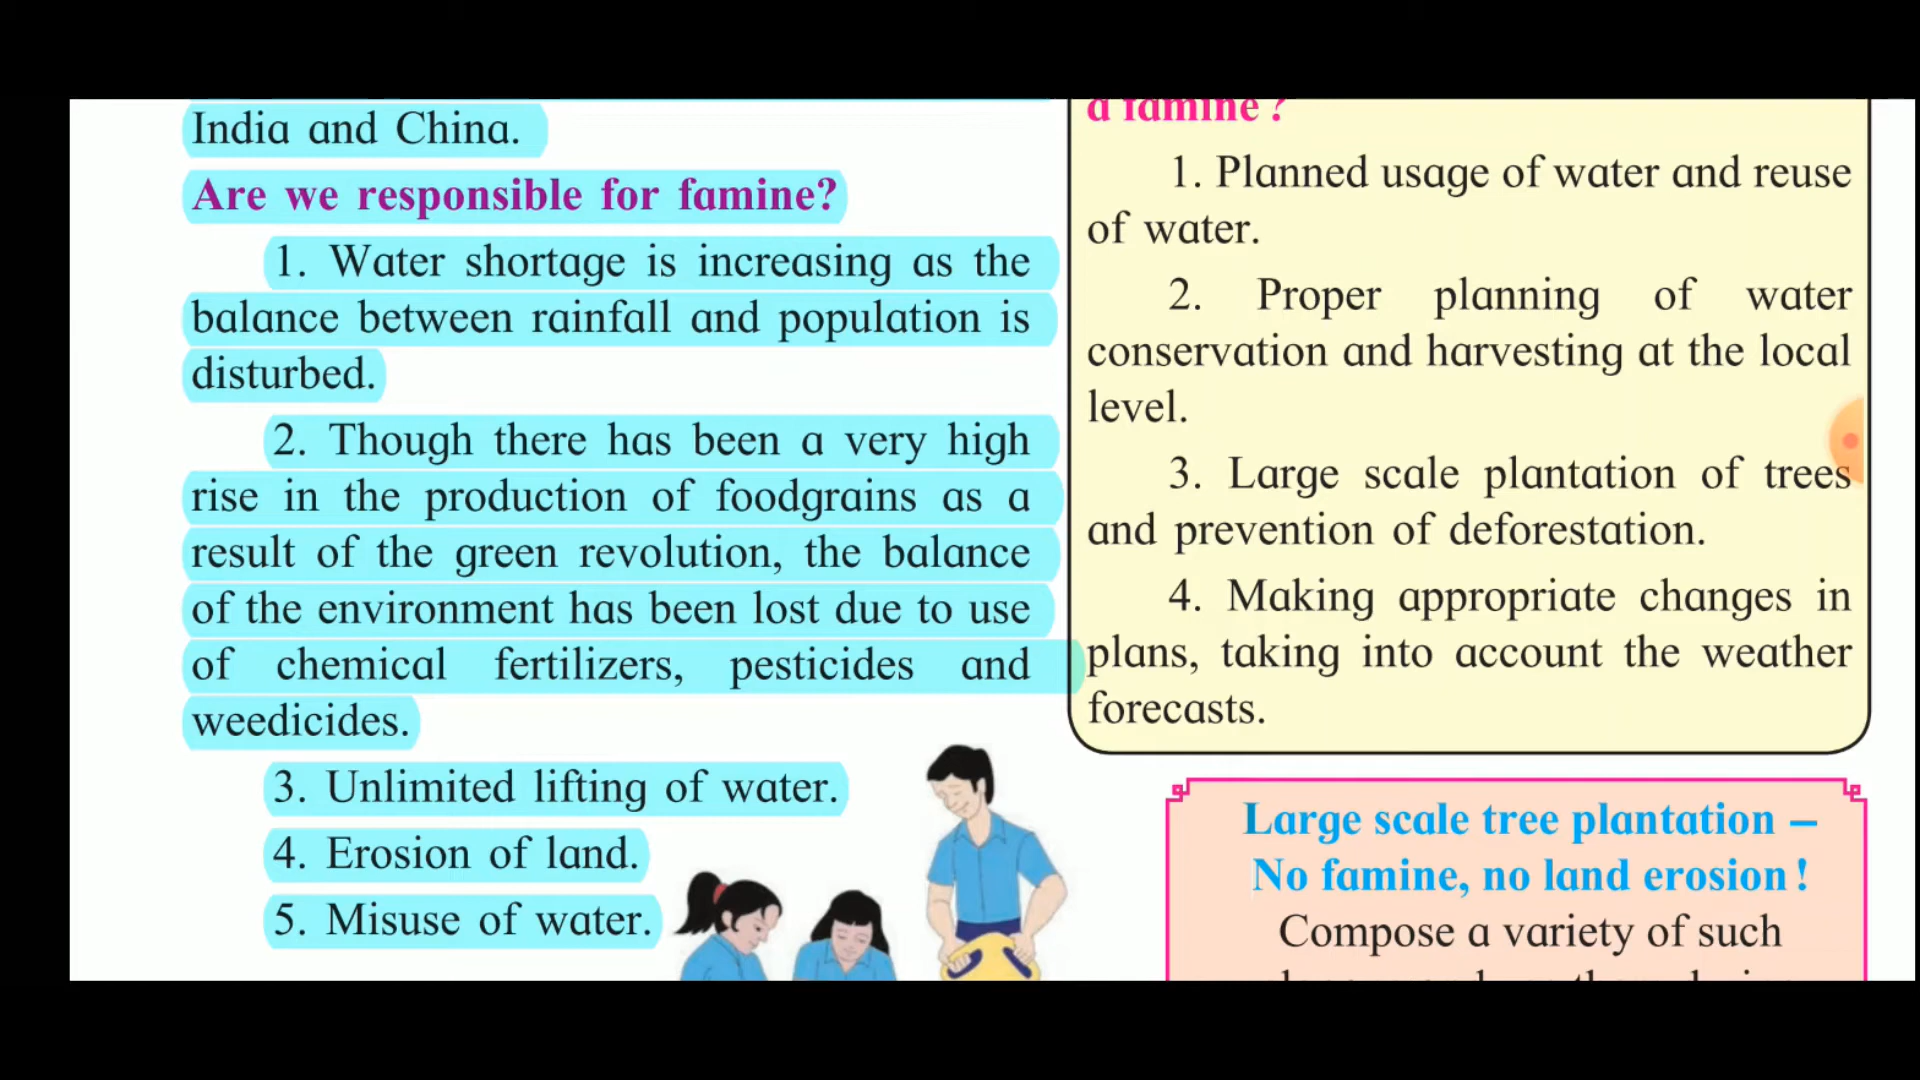 India and China.
Are we responsible for famine?
1. Water shortage is increasing as the
balance between rainfall and population is
disturbed.
2. Though there has been a very high
rise in the production of foodgrains as a
result of the green revolution, the balance
of the environment has been lost due to use
of chemical fertilizers, pesticides and
weedicides.
3. Unlimited lifting of water.
4. Erosion of land.
5. Misuse of water.
a famine?
1. Planned usage of water and reuse
of water.
2. Proper planning of water
conservation and harvesting at the local
level.
3. Large scale plantation of trees
and prevention of deforestation.
4. Making appropriate changes in
plans, taking into account the weather
forecasts.
Large scale tree plantation –
No famine, no land erosion!
Compose a variety of such